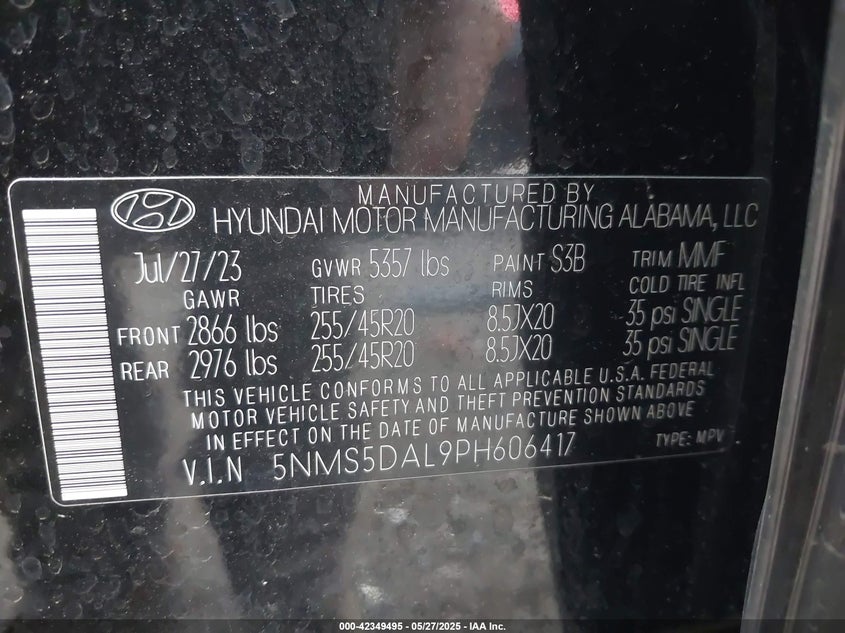 MANUFACTURED BY
HYUNDAI MOTOR MANUFACTURING ALABAMA, LLC
Jul/27/23 GVWR 5357 lbs PAINT S3B TRIM MMF
GAWR TIRES RIMS COLD TIRE INFL
FRONT 2866 lbs 255/45R20 8.5JX20 35 psi SINGLE
REAR 2976 lbs 255/45R20 8.5JX20 35 psi SINGLE
THIS VEHICLE CONFORMS TO ALL APPLICABLE U.S.A. FEDERAL
MOTOR VEHICLE SAFETY AND THEFT PREVENTION STANDARDS
IN EFFECT ON THE DATE OF MANUFACTURE SHOWN ABOVE
V.I.N 5NMS5DAL9PH606417 TYPE: MPV
000-42349495 - 05/27/2025 - IAA Inc.